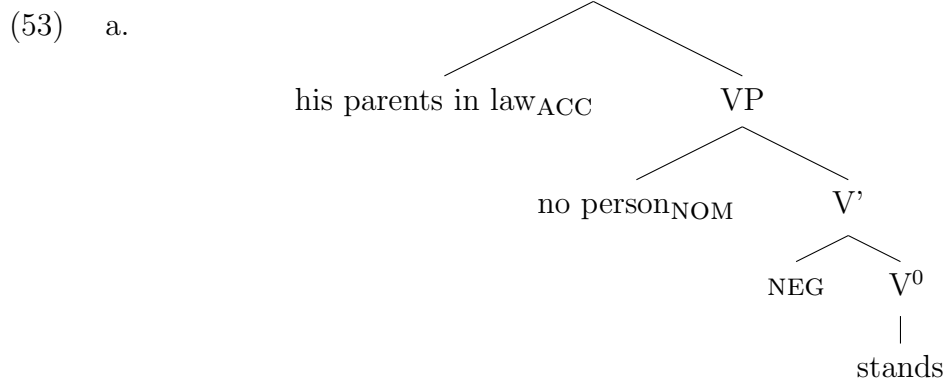 (53) a.
his parents in lawACC VP
no personNOM V’
NEG V⁰
stands